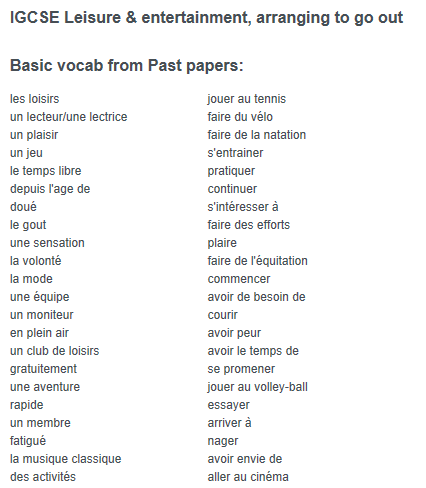 IGCSE Leisure & entertainment, arranging to go out
Basic vocab from Past papers:
les loisirs
un lecteur/une lectrice
un plaisir
un jeu
le temps libre
depuis l'age de
doué
le gout
une sensation
la volonté
la mode
une équipe
un moniteur
en plein air
un club de loisirs
gratuitement
une aventure
rapide
un membre
fatigué
la musique classique
des activités
jouer au tennis
faire du vélo
faire de la natation
s'entrainer
pratiquer
continuer
s'intéresser à
faire des efforts
plaire
faire de l'équitation
commencer
avoir de besoin de
courir
avoir peur
avoir le temps de
se promener
jouer au volley-ball
essayer
arriver à
nager
avoir envie de
aller au cinéma